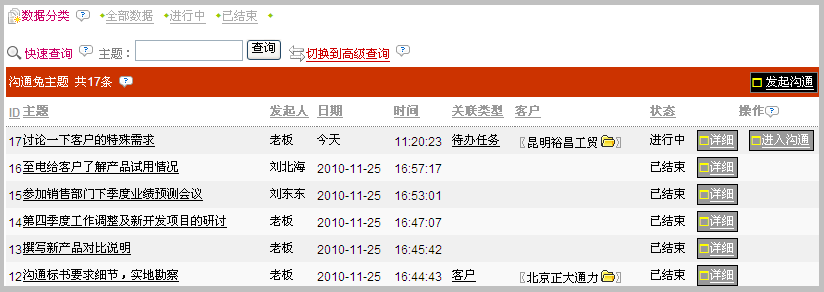 数据分类 全部数据 进行中 已结束
快速查询 主题： 查询 切换到高级查询
沟通兔主题 共17条 发起沟通
ID 主题 发起人 日期 时间 关联类型 客户 状态 操作
17 讨论一下客户的特殊需求 老板 今天 11:20:23 待办任务 〖昆明裕昌工贸〗 进行中 详细 进入沟通
16 至电给客户了解产品试用情况 刘北海 2010-11-25 16:57:17 已结束 详细
15 参加销售部门下季度业绩预测会议 刘东东 2010-11-25 16:53:01 已结束 详细
14 第四季度工作调整及新开发项目的研讨 老板 2010-11-25 16:47:07 已结束 详细
13 撰写新产品对比说明 老板 2010-11-25 16:45:42 已结束 详细
12 沟通标书要求细节，实地勘察 老板 2010-11-25 16:44:43 客户 〖北京正大通力〗 已结束 详细